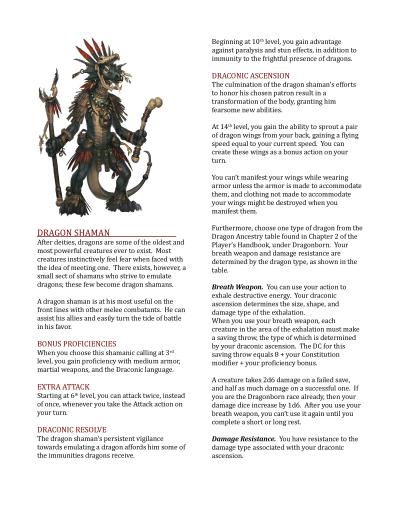 DRAGON SHAMAN
After deities, dragons are some of the oldest and
most powerful creatures ever to exist. Most
creatures instinctively feel fear when faced with
the idea of meeting one. There exists, however, a
small sect of shamans who strive to emulate
dragons; these few become dragon shamans.
A dragon shaman is at his most useful on the
front lines with other melee combatants. He can
assist his allies and easily turn the tide of battle
in his favor.
BONUS PROFICIENCIES
When you choose this shamanic calling at 3rd
level, you gain proficiency with medium armor,
martial weapons, and the Draconic language.
EXTRA ATTACK
Starting at 6th level, you can attack twice, instead
of once, whenever you take the Attack action on
your turn.
DRACONIC RESOLVE
The dragon shaman's persistent vigilance
towards emulating a dragon affords him some of
the immunities dragons receive.
Beginning at 10th level, you gain advantage
against paralysis and stun effects, in addition to
immunity to the frightful presence of dragons.
DRACONIC ASCENSION
The culmination of the dragon shaman's efforts
to honor his chosen patron result in a
transformation of the body, granting him
fearsome new abilities.
At 14th level, you gain the ability to sprout a pair
of dragon wings from your back, gaining a flying
speed equal to your current speed. You can
create these wings as a bonus action on your
turn.
You can't manifest your wings while wearing
armor unless the armor is made to accommodate
them, and clothing not made to accommodate
your wings might be destroyed when you
manifest them.
Furthermore, choose one type of dragon from the
Dragon Ancestry table found in Chapter 2 of the
Player's Handbook, under Dragonborn. Your
breath weapon and damage resistance are
determined by the dragon type, as shown in the
table.
Breath Weapon. You can use your action to
exhale destructive energy. Your draconic
ascension determines the size, shape, and
damage type of the exhalation.
When you use your breath weapon, each
creature in the area of the exhalation must make
a saving throw, the type of which is determined
by your draconic ascension. The DC for this
saving throw equals 8 + your Constitution
modifier + your proficiency bonus.
A creature takes 2d6 damage on a failed save,
and half as much damage on a successful one. If
you are the Dragonborn race already, then your
damage dice increase by 1d6. After you use your
breath weapon, you can't use it again until you
complete a short or long rest.
Damage Resistance. You have resistance to the
damage type associated with your draconic
ascension.